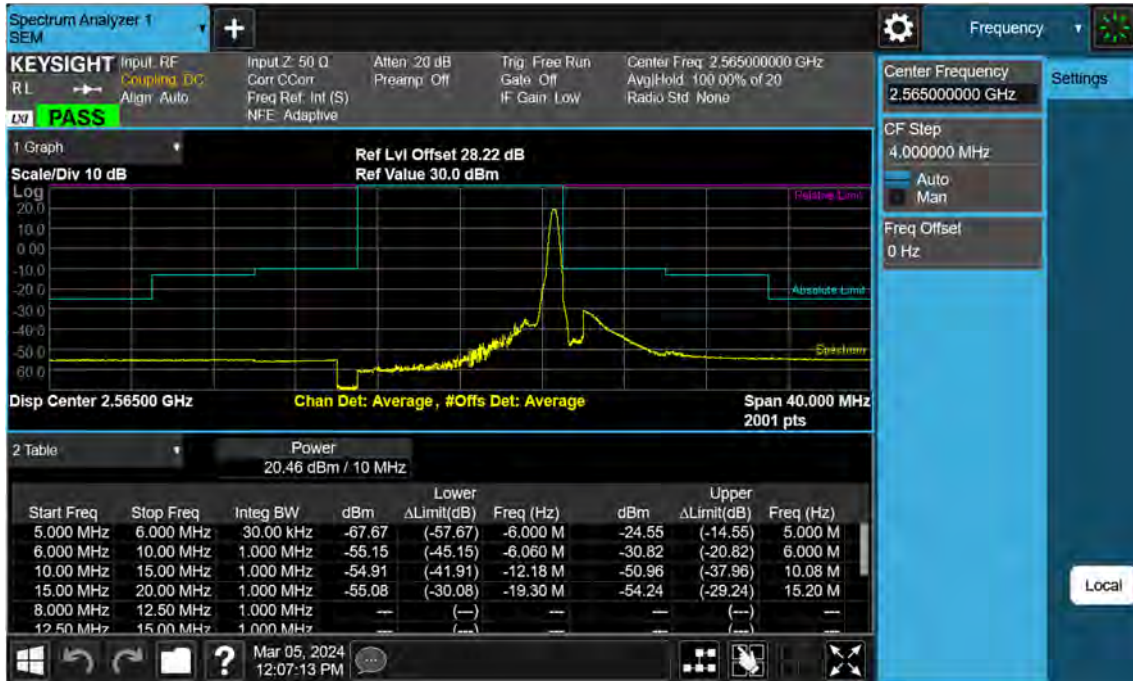 Spectrum Analyzer 1
SEM
Frequency
KEYSIGHT Input: RF Input Z: 50 Ω Atten: 20 dB Trig: Free Run Center Freq: 2.565000000 GHz
RL Coupling: DC Corr CCorr Preamp: Off Gate: Off Avg|Hold: 100.00% of 20
Align: Auto Freq Ref: Int (S) IF Gain: Low Radio Std: None
LXI PASS NFE: Adaptive
Center Frequency
2.565000000 GHz
Settings
CF Step
4.000000 MHz
Auto
Man
Freq Offset
0 Hz
1 Graph
Ref Lvl Offset 28.22 dB
Scale/Div 10 dB Ref Value 30.0 dBm
Log
Relative Limit
20.0
10.0
0.00
-10.0
-20.0
Absolute Limit
-30.0
-40.0
-50.0
Spectrum
-60.0
Disp Center 2.56500 GHz Chan Det: Average, #Offs Det: Average Span 40.000 MHz
2001 pts
2 Table
Power
20.46 dBm / 10 MHz
Lower Upper
Start Freq Stop Freq Integ BW dBm ΔLimit(dB) Freq (Hz) dBm ΔLimit(dB) Freq (Hz)
5.000 MHz 6.000 MHz 30.00 kHz -67.67 (-57.67) -6.000 M -24.55 (-14.55) 5.000 M
6.000 MHz 10.00 MHz 1.000 MHz -55.15 (-45.15) -6.060 M -30.82 (-20.82) 6.000 M
10.00 MHz 15.00 MHz 1.000 MHz -54.91 (-41.91) -12.18 M -50.96 (-37.96) 10.08 M
15.00 MHz 20.00 MHz 1.000 MHz -55.08 (-30.08) -19.30 M -54.24 (-29.24) 15.20 M
8.000 MHz 12.50 MHz 1.000 MHz --- (---) --- --- (---) ---
12.50 MHz 15.00 MHz 1.000 MHz --- (---) --- --- (---) ---
Local
Mar 05, 2024
12:07:13 PM